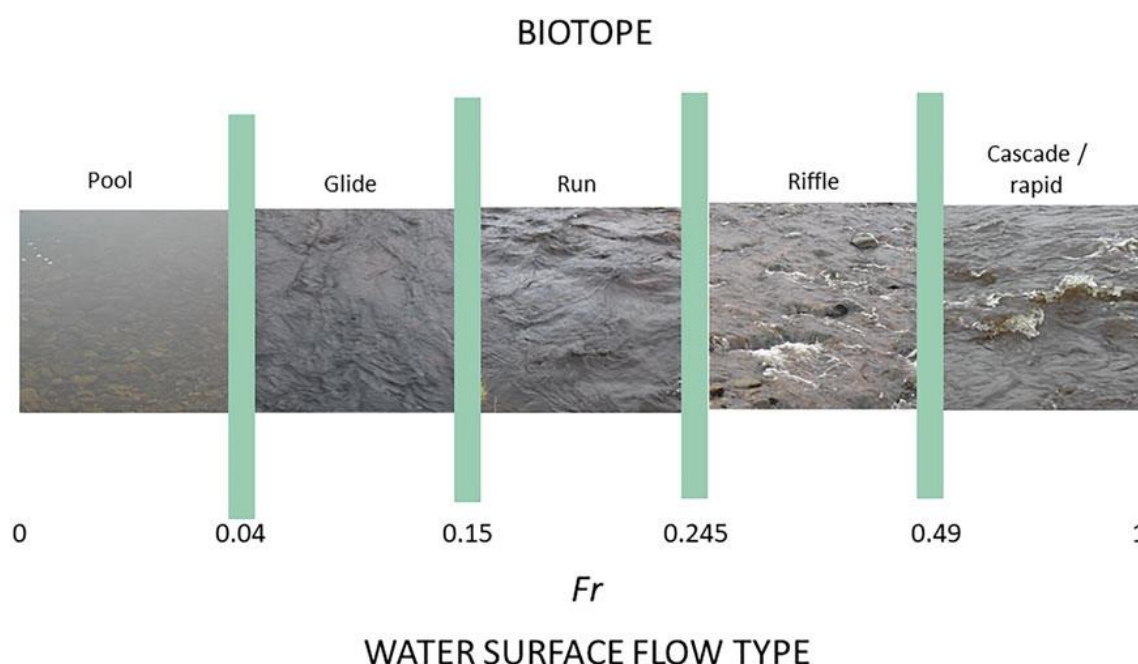 BIOTOPE
Pool
Glide
Run
Riffle
Cascade /
rapid
0
0.04
0.15
0.245
0.49
Fr
WATER SURFACE FLOW TYPE